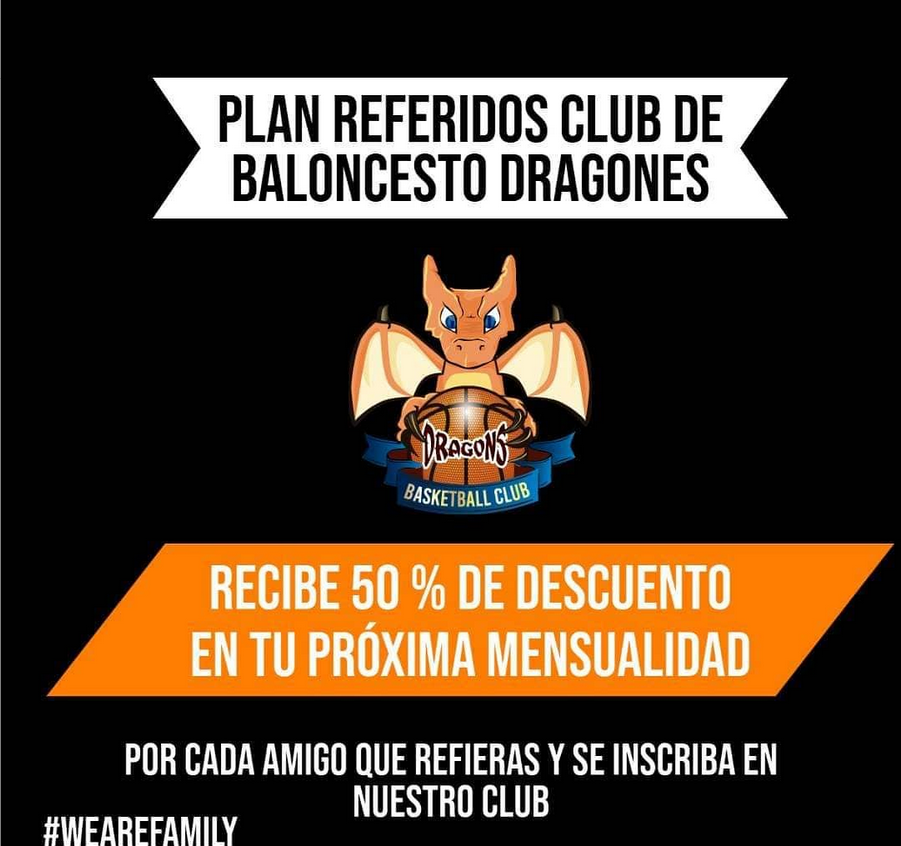 PLAN REFERIDOS CLUB DE
BALONCESTO DRAGONES
DRAGONS
BASKETBALL CLUB
RECIBE 50 % DE DESCUENTO
EN TU PRÓXIMA MENSUALIDAD
POR CADA AMIGO QUE REFIERAS Y SE INSCRIBA EN
NUESTRO CLUB
#WEAREFAMILY